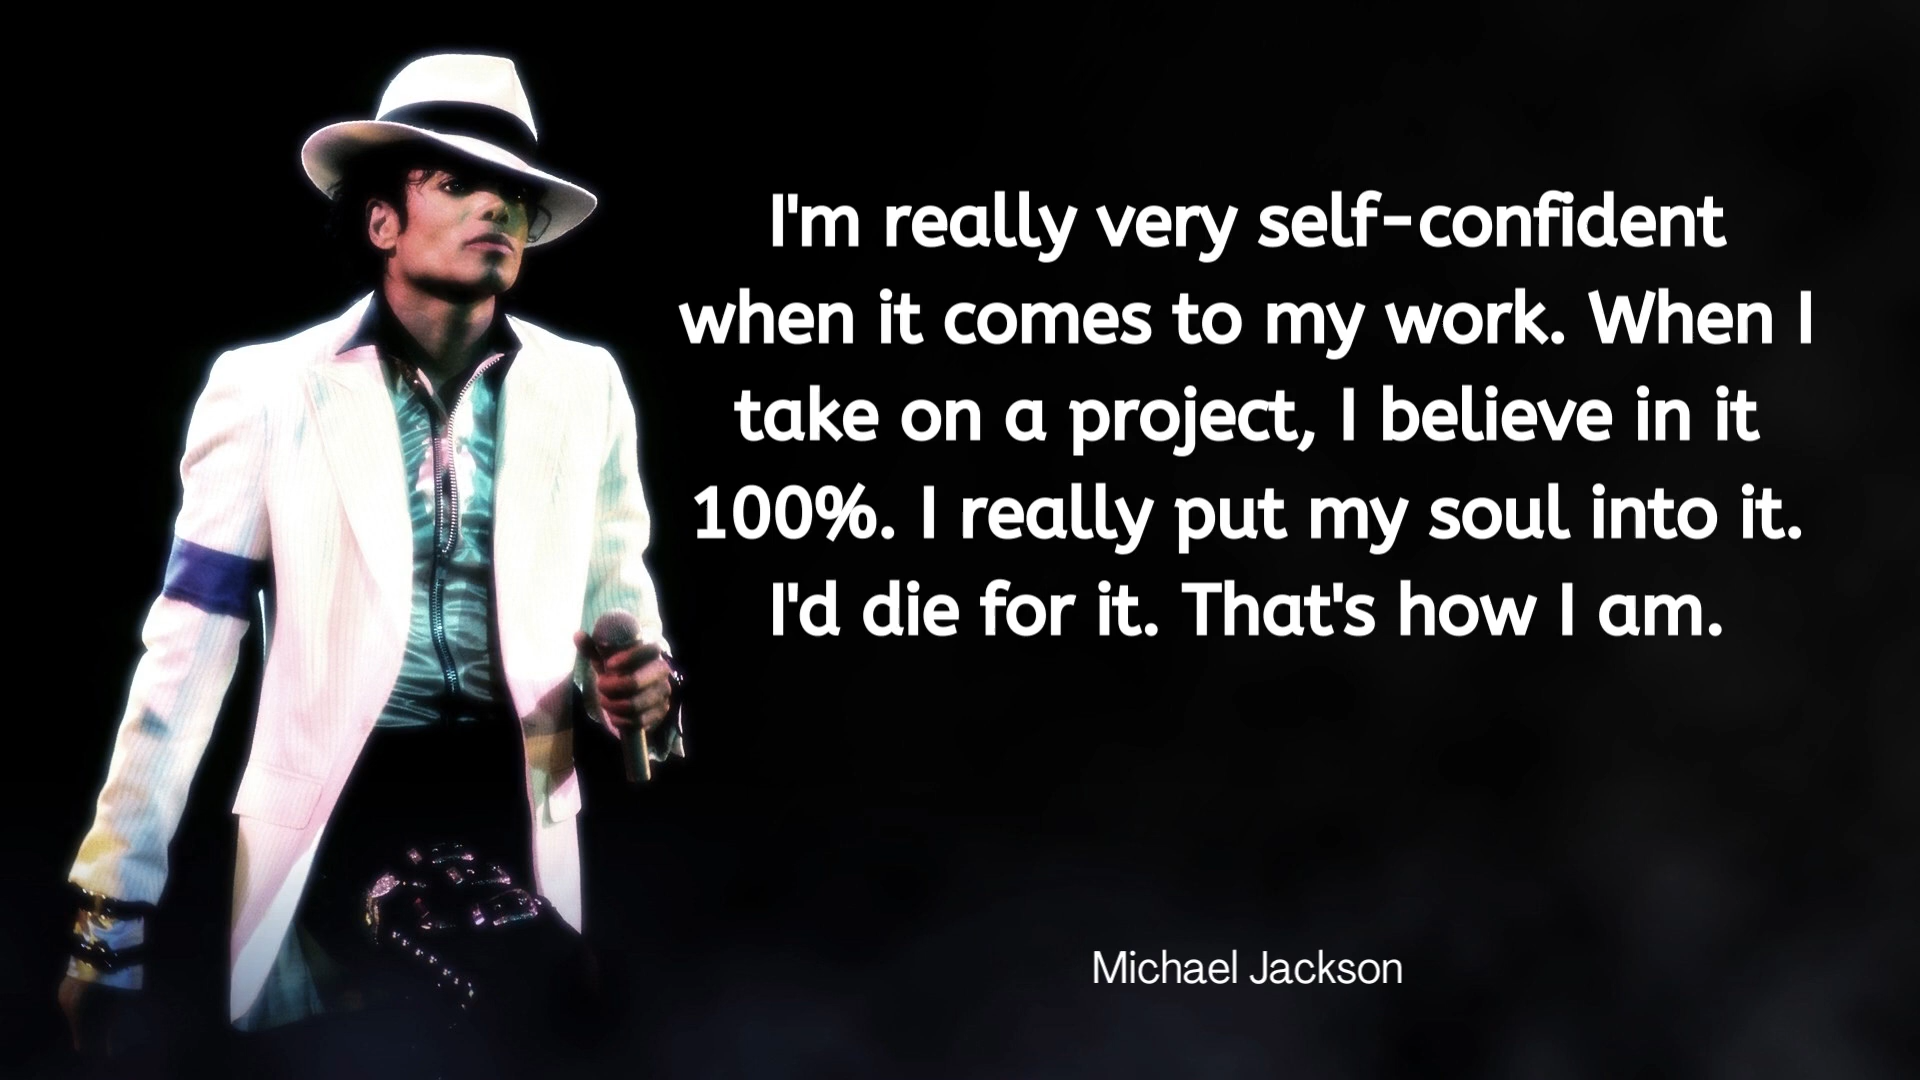 I'm really very self-confident
when it comes to my work. When I
take on a project, I believe in it
100%. I really put my soul into it.
I'd die for it. That's how I am.
Michael Jackson